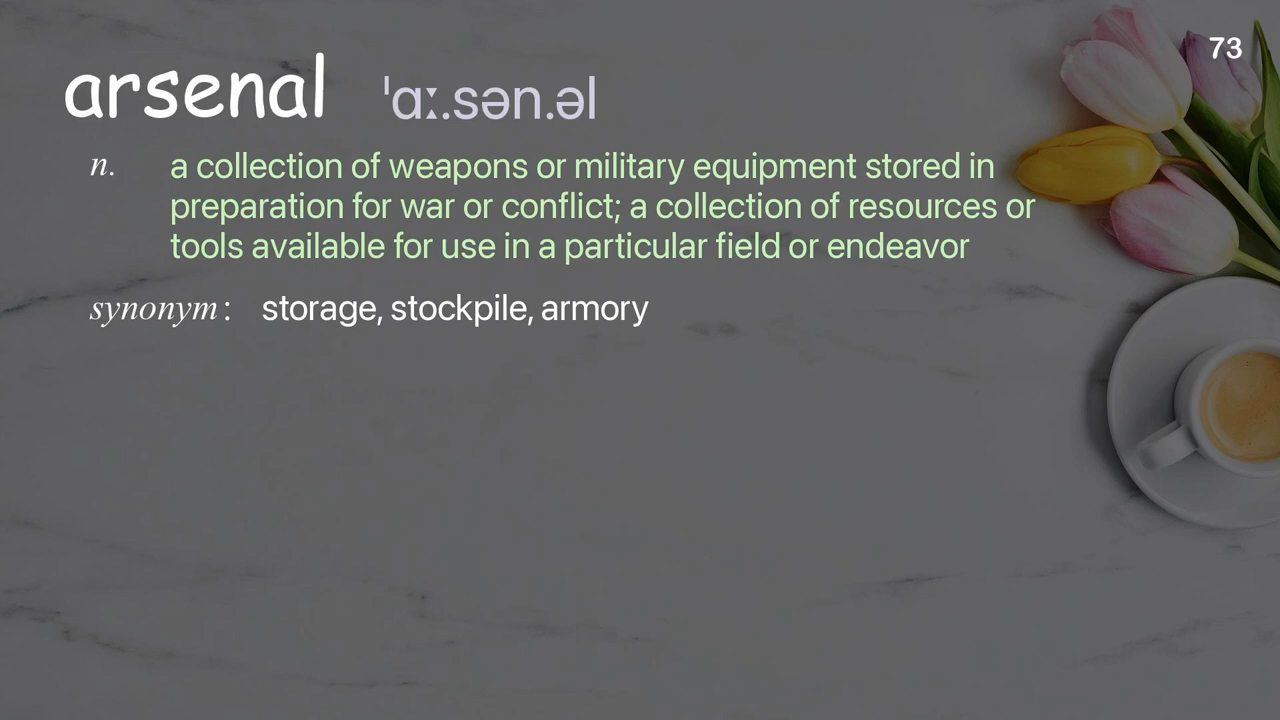 73
arsenal ˈɑː.sən.əl
n. a collection of weapons or military equipment stored in
preparation for war or conflict; a collection of resources or
tools available for use in a particular field or endeavor
synonym: storage, stockpile, armory